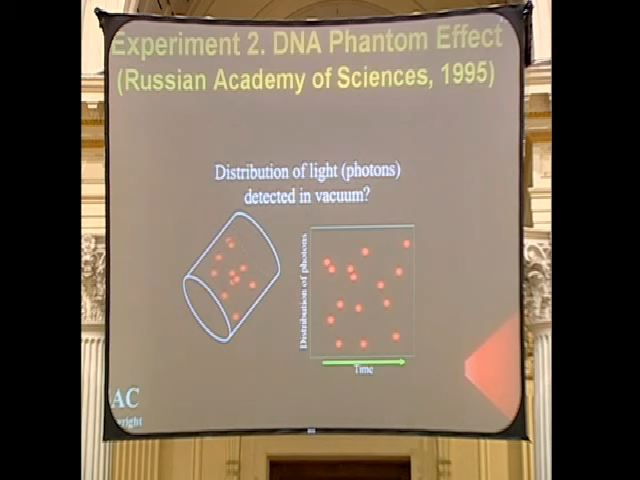 Experiment 2. DNA Phantom Effect
(Russian Academy of Sciences, 1995)
Distribution of light (photons)
detected in vacuum?
Distribution of photons
Time
AC